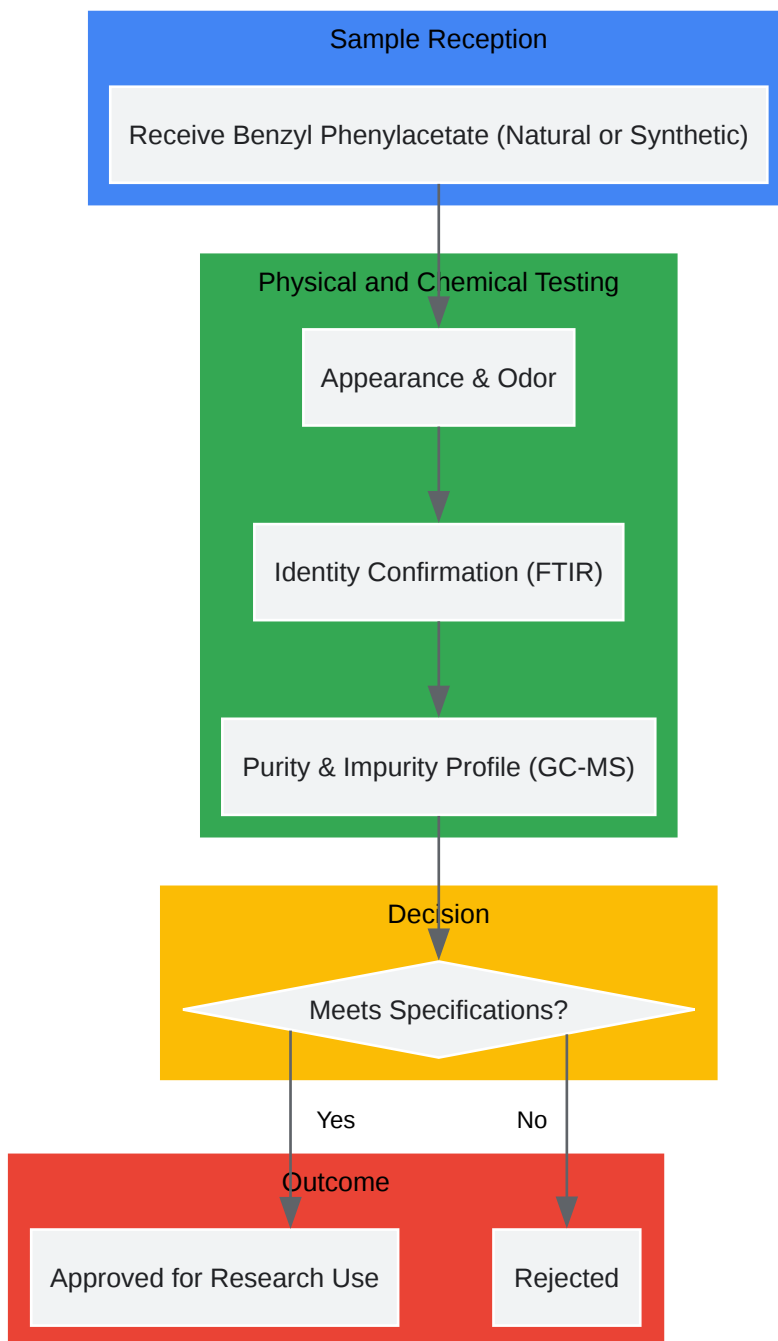 Sample Reception
Receive Benzyl Phenylacetate (Natural or Synthetic)
Physical and Chemical Testing
Appearance & Odor
Identity Confirmation (FTIR)
Purity & Impurity Profile (GC-MS)
Decision
Meets Specifications?
Yes
No
Outcome
Approved for Research Use
Rejected